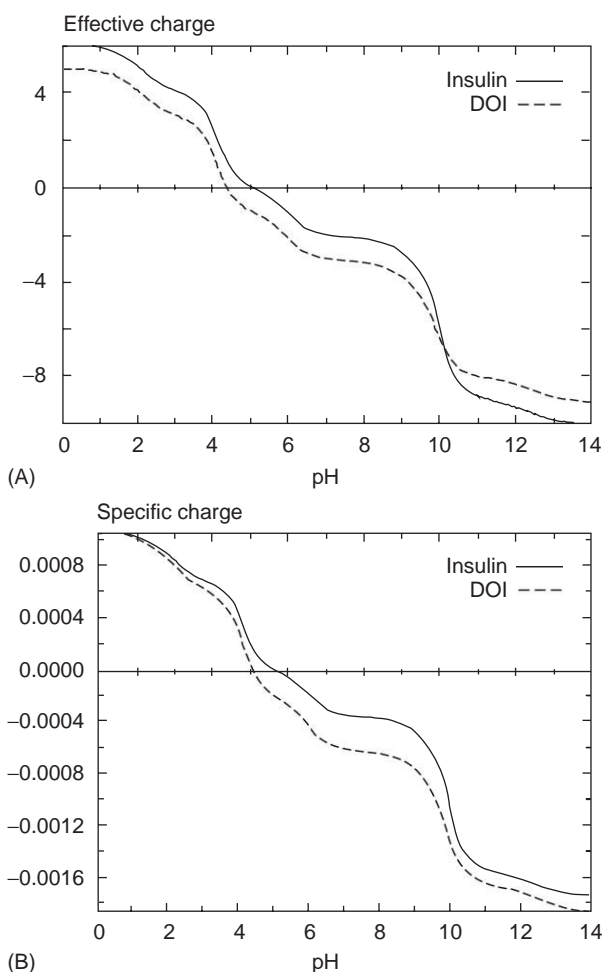 Effective charge
Insulin
DOI
4
0
−4
−8
0 2 4 6 8 10 12 14
(A)
pH
Specific charge
Insulin
DOI
0.0008
0.0004
0.0000
−0.0004
−0.0008
−0.0012
−0.0016
0 2 4 6 8 10 12 14
(B)
pH